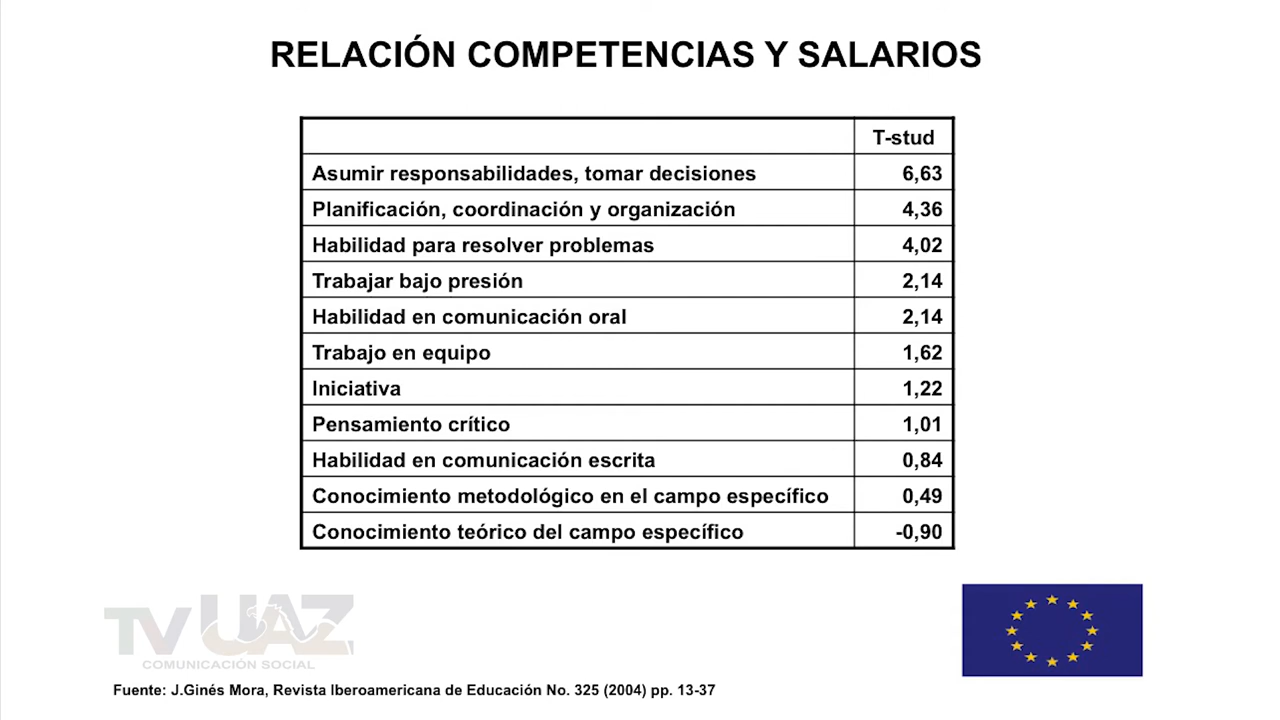 RELACIÓN COMPETENCIAS Y SALARIOS
T-stud
Asumir responsabilidades, tomar decisiones 6,63
Planificación, coordinación y organización 4,36
Habilidad para resolver problemas 4,02
Trabajar bajo presión 2,14
Habilidad en comunicación oral 2,14
Trabajo en equipo 1,62
Iniciativa 1,22
Pensamiento crítico 1,01
Habilidad en comunicación escrita 0,84
Conocimiento metodológico en el campo específico 0,49
Conocimiento teórico del campo específico -0,90
TV UAZ
COMUNICACIÓN SOCIAL
Fuente: J.Ginés Mora, Revista Iberoamericana de Educación No. 325 (2004) pp. 13-37